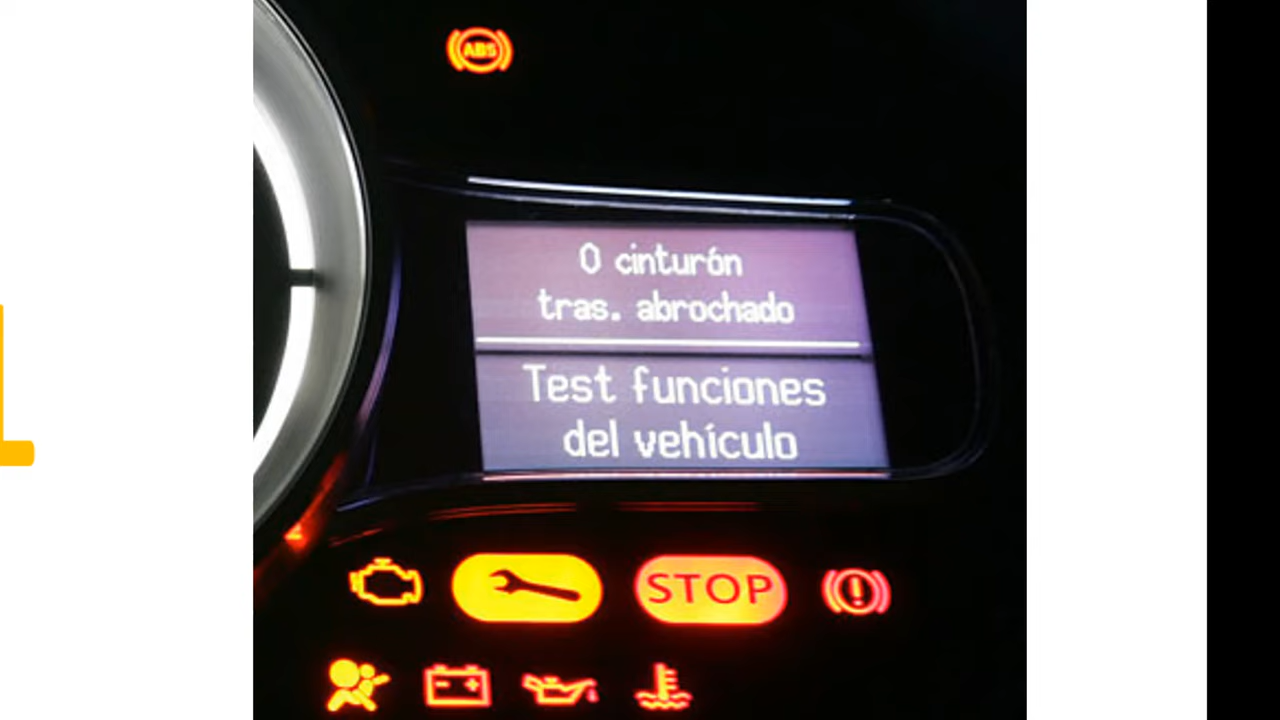 ABS
0 cinturón
tras. abrochado
Test funciones
del vehículo
STOP